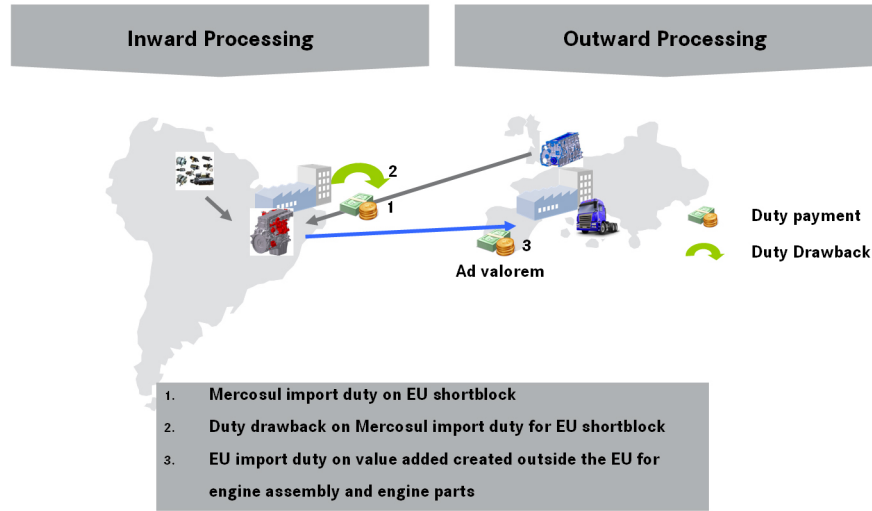 Inward Processing
Outward Processing
2
1
3
Ad valorem
Duty payment
Duty Drawback
1. Mercosul import duty on EU shortblock
2. Duty drawback on Mercosul import duty for EU shortblock
3. EU import duty on value added created outside the EU for
engine assembly and engine parts